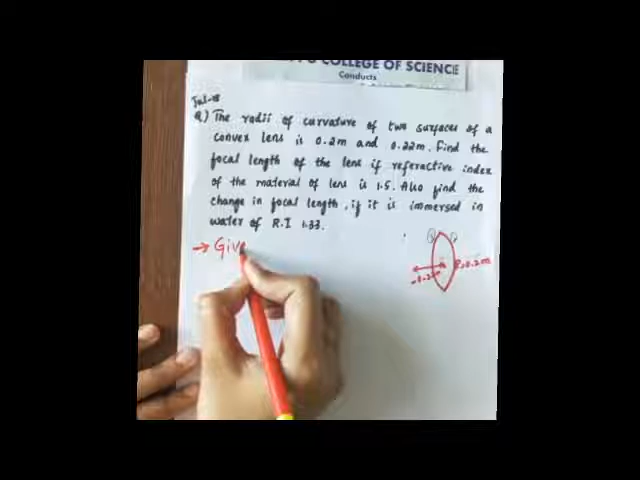 COLLEGE OF SCIENCE
Conducts
Q) The radii of curvature of two surfaces of a
convex lens is 0.2m and 0.22m. Find the
focal length of the lens if referactive index
of the material of lens is 1.5. Also find the
change in focal length, if it is immersed in
water of R.I 1.33.
→ Give